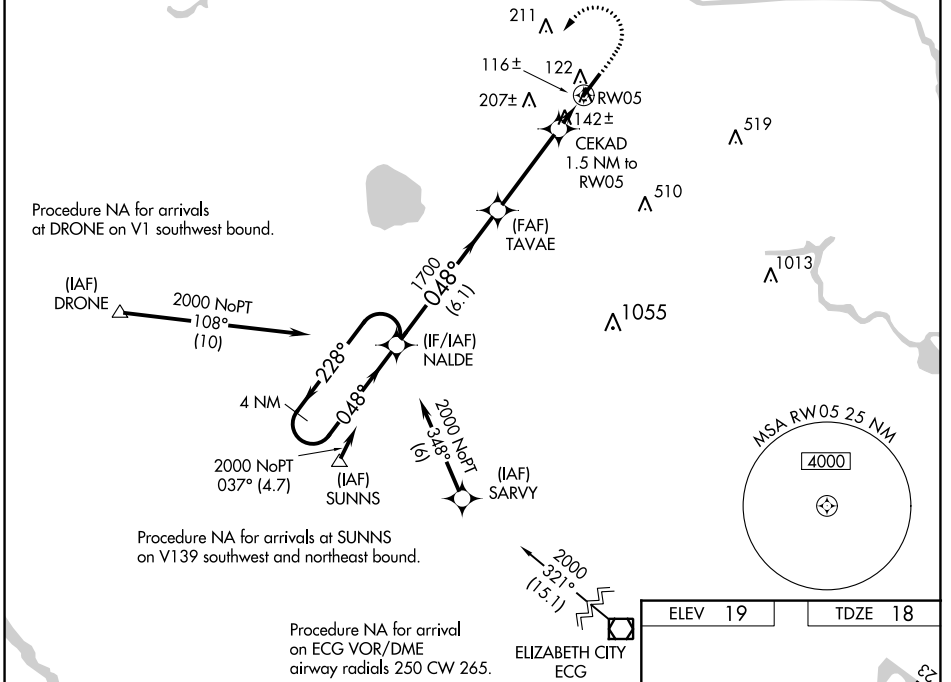 211
116±
122
207±
RW05
142±
CEKAD
1.5 NM to
RW05
519
510
Procedure NA for arrivals
at DRONE on V1 southwest bound.
(FAF)
TAVAE
1700
048°
(6.1)
1013
(IAF)
DRONE
2000 NoPT
108°
(10)
1055
(IF/IAF)
NALDE
228°
048°
4 NM
2000 NoPT
037° (4.7)
(IAF)
SUNNS
2000 NoPT
348°
(6)
(IAF)
SARVY
MSA RW05 25 NM
4000
Procedure NA for arrivals at SUNNS
on V139 southwest and northeast bound.
2000
321°
(15.1)
ELIZABETH CITY
ECG
Procedure NA for arrival
on ECG VOR/DME
airway radials 250 CW 265.
ELEV 19
TDZE 18
23